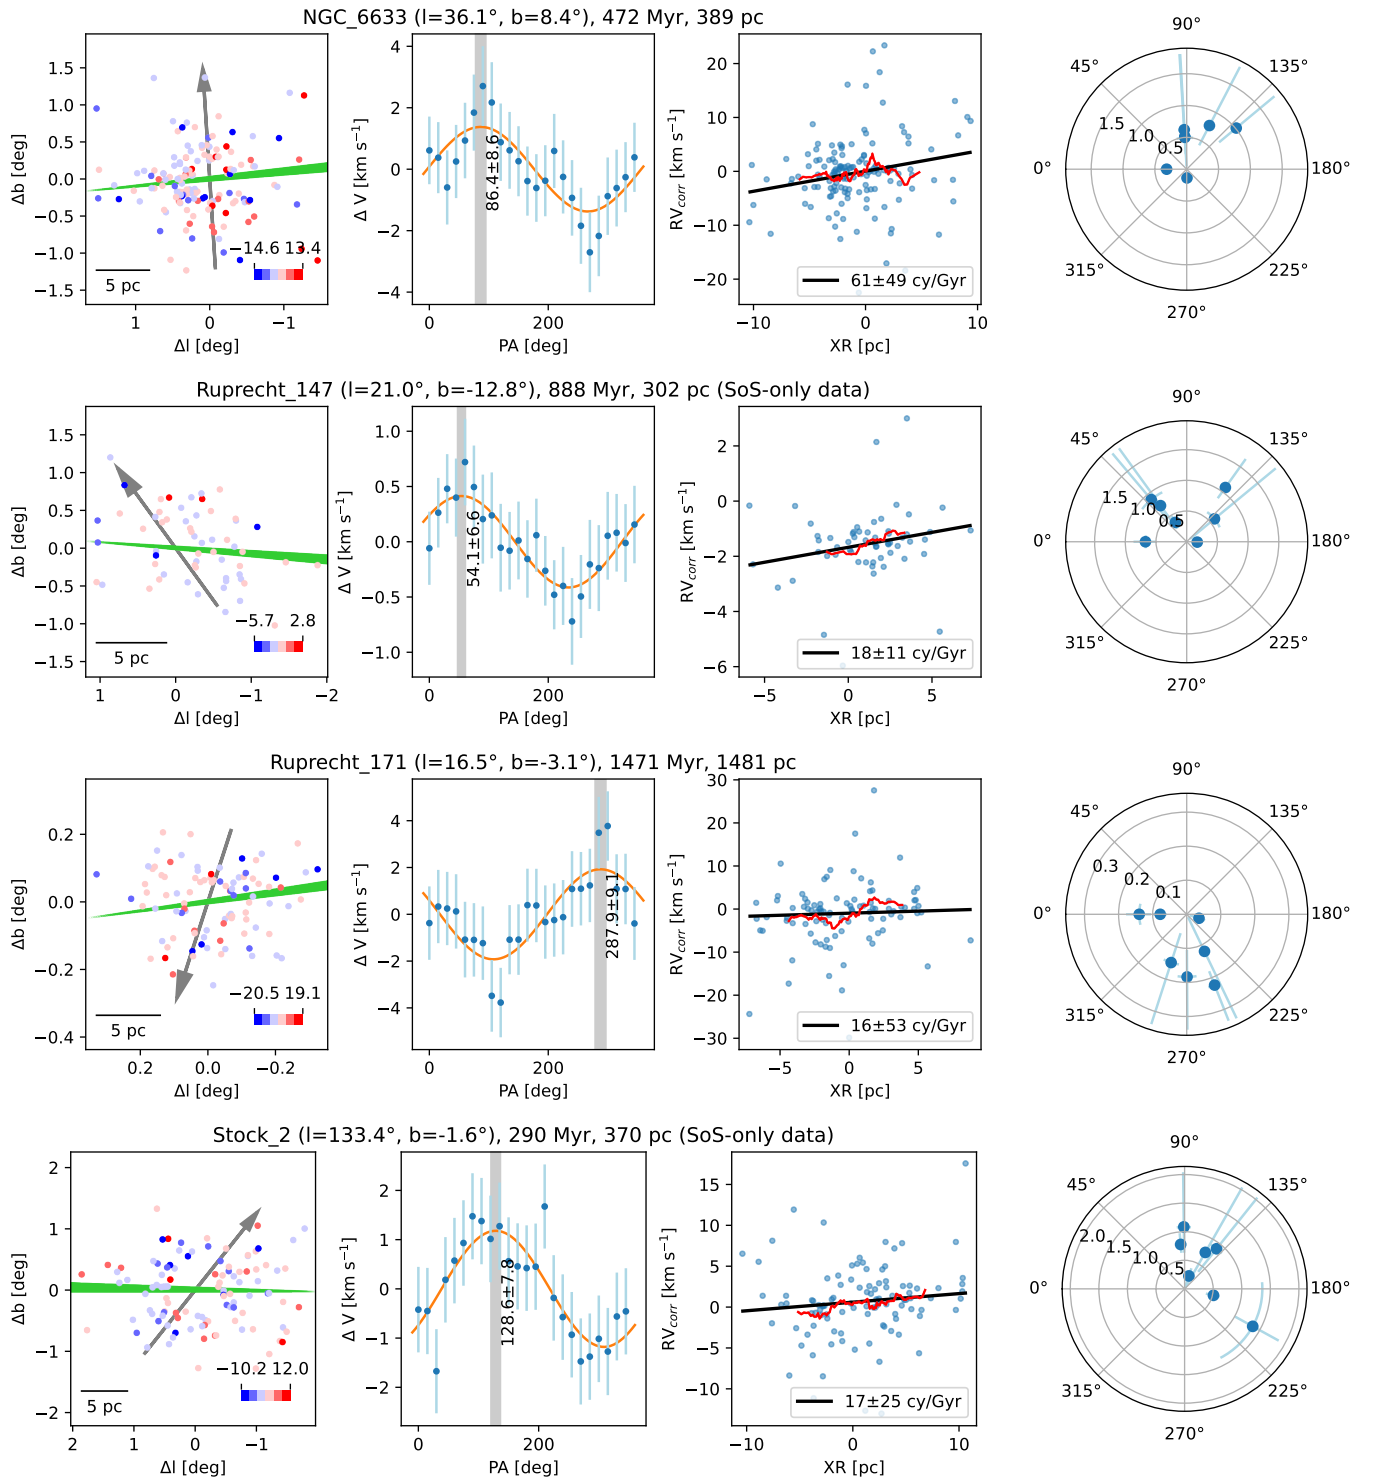 NGC_6633 (l=36.1°, b=8.4°), 472 Myr, 389 pc
1.5
1.0
0.5
0.0
−0.5
−1.0
−1.5
Δb [deg]
−14.6 13.4
5 pc
1 0 −1
Δl [deg]
4
2
0
−2
−4
Δ V [km s⁻¹]
86.4±8.6
0 200
PA [deg]
20
10
0
−10
−20
RVcorr [km s⁻¹]
61±49 cy/Gyr
−10 0 10
XR [pc]
90°
45° 135°
1.5 1.0 0.5
0° 180°
315° 225°
270°
Ruprecht_147 (l=21.0°, b=-12.8°), 888 Myr, 302 pc (SoS-only data)
1.5
1.0
0.5
0.0
−0.5
−1.0
−1.5
Δb [deg]
−5.7 2.8
5 pc
1 0 −1 −2
Δl [deg]
1.0
0.5
0.0
−0.5
−1.0
Δ V [km s⁻¹]
54.1±6.6
0 200
PA [deg]
2
0
−2
−4
−6
RVcorr [km s⁻¹]
18±11 cy/Gyr
−5 0 5
XR [pc]
90°
45° 135°
1.5 1.0 0.5
0° 180°
315° 225°
270°
Ruprecht_171 (l=16.5°, b=-3.1°), 1471 Myr, 1481 pc
0.2
0.0
−0.2
−0.4
Δb [deg]
−20.5 19.1
5 pc
0.2 0.0 −0.2
Δl [deg]
4
2
0
−2
−4
Δ V [km s⁻¹]
287.9±9.1
0 200
PA [deg]
30
20
10
0
−10
−20
−30
RVcorr [km s⁻¹]
16±53 cy/Gyr
−5 0 5
XR [pc]
90°
45° 135°
0.3 0.2 0.1
0° 180°
315° 225°
270°
Stock_2 (l=133.4°, b=-1.6°), 290 Myr, 370 pc (SoS-only data)
2
1
0
−1
−2
Δb [deg]
−10.2 12.0
5 pc
2 1 0 −1
Δl [deg]
2
1
0
−1
−2
Δ V [km s⁻¹]
128.6±7.8
0 200
PA [deg]
15
10
5
0
−5
−10
RVcorr [km s⁻¹]
17±25 cy/Gyr
−10 0 10
XR [pc]
90°
45° 135°
2.0 1.5 1.0 0.5
0° 180°
315° 225°
270°